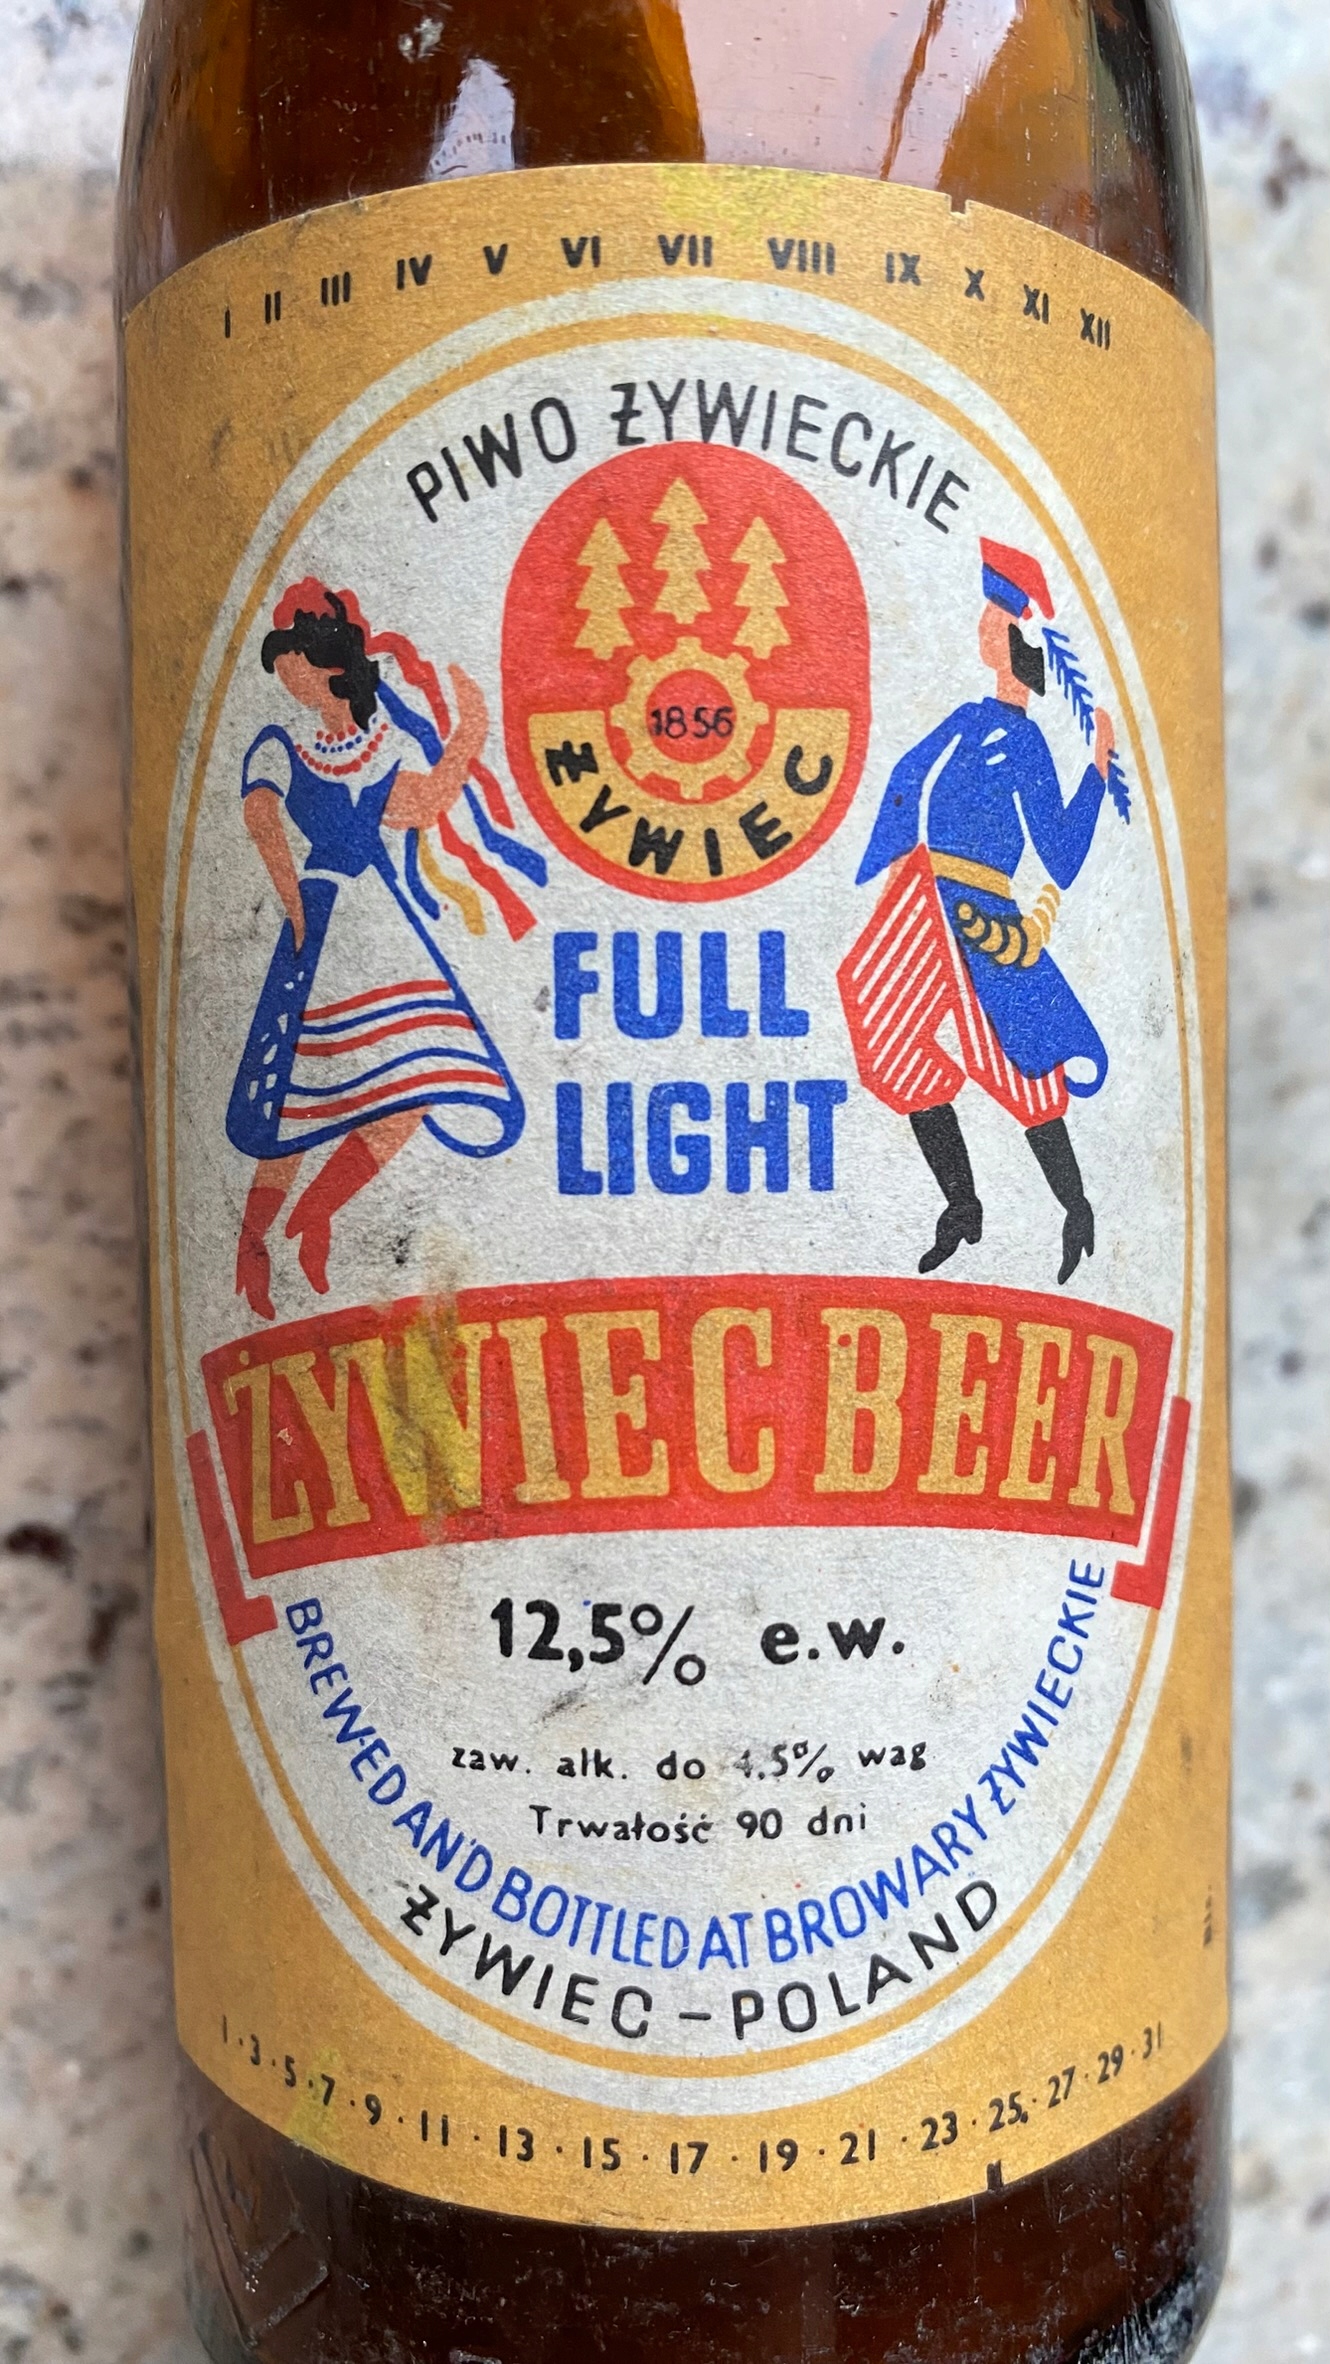 I II III IV V VI VII VIII IX X XI XII
PIWO ŻYWIECKIE
1856
ŻYWIEC
FULL
LIGHT
ŻYWIEC BEER
12,5% e.w.
zaw. alk. do 4,5% wag
Trwałość 90 dni
BREWED AND BOTTLED AT BROWARY ŻYWIECKIE
ŻYWIEC – POLAND
1 · 3 · 5 · 7 · 9 · 11 · 13 · 15 · 17 · 19 · 21 · 23 · 25 · 27 · 29 · 31